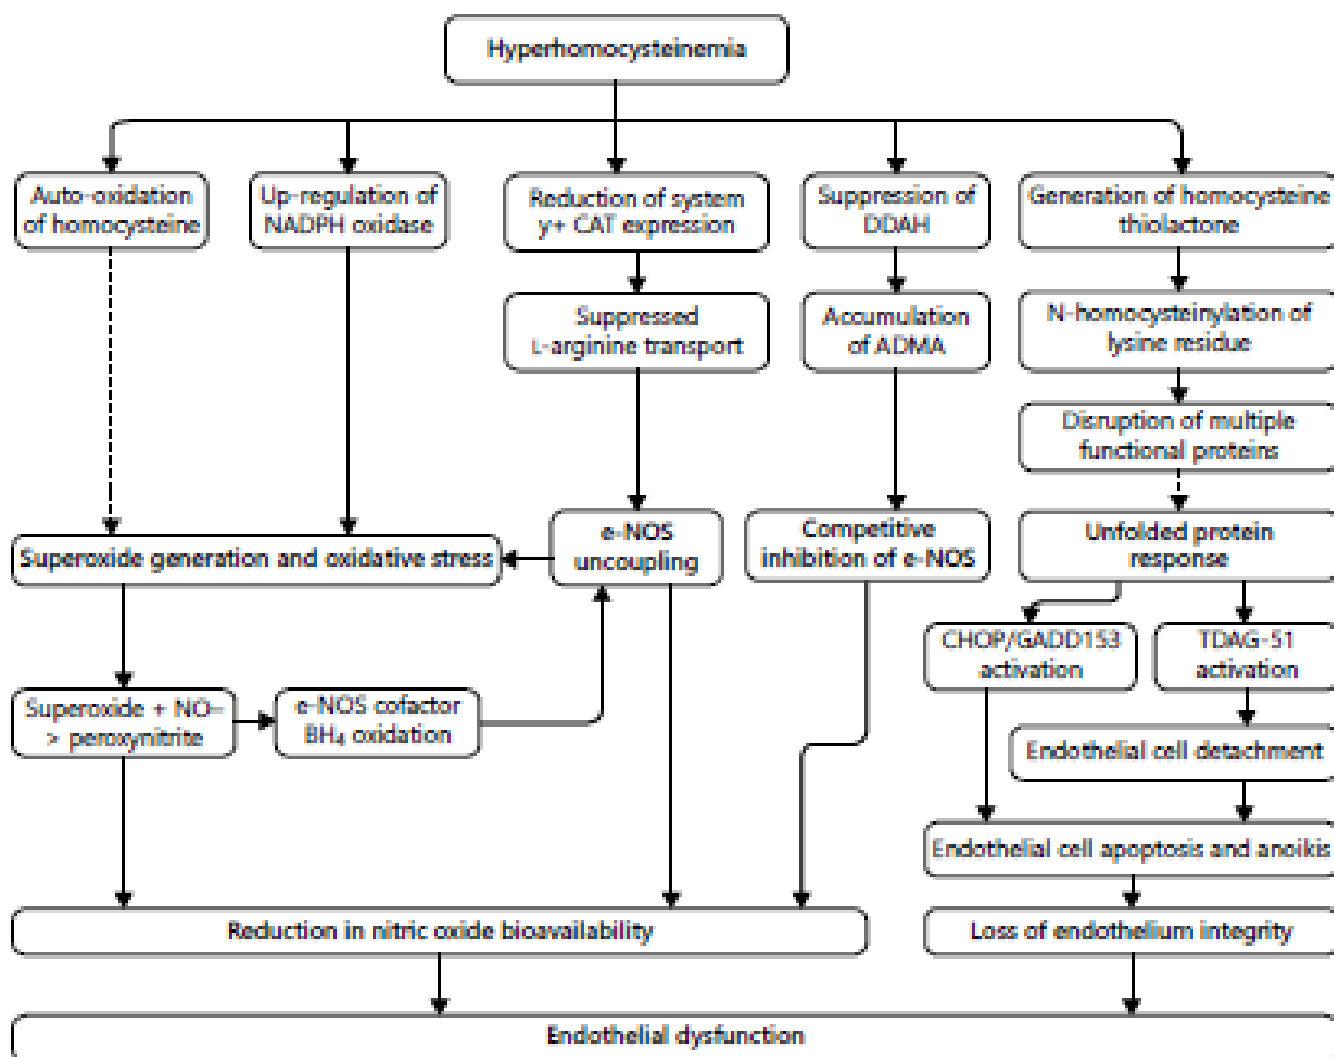 Hyperhomocysteinemia
Auto-oxidation
of homocysteine
Up-regulation of
NADPH oxidase
Reduction of system
y+ CAT expression
Suppression of
DDAH
Generation of homocysteine
thiolactone
Suppressed
L-arginine transport
Accumulation
of ADMA
N-homocysteinylation of
lysine residue
Disruption of multiple
functional proteins
Superoxide generation and oxidative stress
e-NOS
uncoupling
Competitive
inhibition of e-NOS
Unfolded protein
response
CHOP/GADD153
activation
TDAG-51
activation
Superoxide + NO–
> peroxynitrite
e-NOS cofactor
BH₄ oxidation
Endothelial cell detachment
Endothelial cell apoptosis and anoikis
Reduction in nitric oxide bioavailability
Loss of endothelium integrity
Endothelial dysfunction